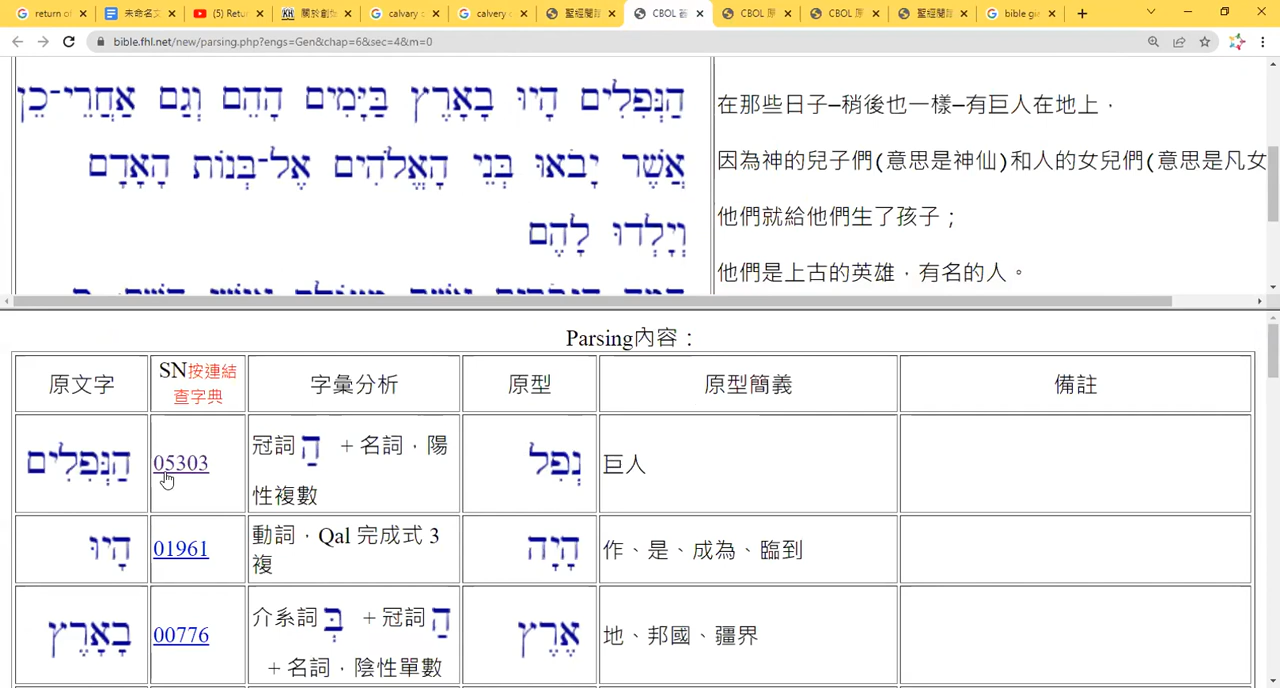 return of
未命名文
(5) Retu
關於創始
calvary c
calvery c
聖經閱讀
CBOL
CBOL 原
CBOL 原
聖經閱讀
bible gi
bible.fhl.net/new/parsing.php?engs=Gen&chap=6&sec=4&m=0
הַנְּפִלִים הָיוּ בָאָרֶץ בַּיָּמִים הָהֵם וְגַם אַחֲרֵי־כֵן
אֲשֶׁר יָבֹאוּ בְּנֵי הָאֱלֹהִים אֶל־בְּנוֹת הָאָדָם
וְיָלְדוּ לָהֶם
在那些日子–稍後也一樣–有巨人在地上，
因為神的兒子們(意思是神仙)和人的女兒們(意思是凡女
他們就給他們生了孩子；
他們是上古的英雄，有名的人。
Parsing內容：
原文字 SN按連結查字典 字彙分析 原型 原型簡義 備註
הַנְּפִלִים 05303 冠詞 הַ + 名詞，陽性複數 נְפִל 巨人
הָיוּ 01961 動詞，Qal 完成式 3 複 הָיָה 作、是、成為、臨到
בָאָרֶץ 00776 介系詞 בְּ + 冠詞 הַ + 名詞，陰性單數 אֶרֶץ 地、邦國、疆界